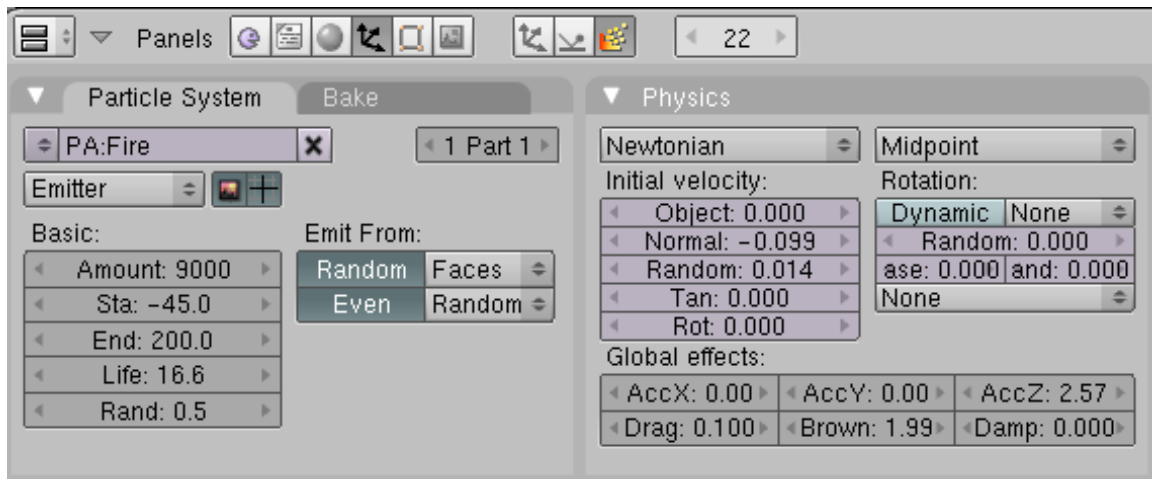 Panels 22
Particle System Bake
PA:Fire 1 Part 1
Emitter
Basic: Emit From:
Amount: 9000 Random Faces
Sta: -45.0 Even Random
End: 200.0
Life: 16.6
Rand: 0.5
Physics
Newtonian Midpoint
Initial velocity: Rotation:
Object: 0.000 Dynamic None
Normal: -0.099 Random: 0.000
Random: 0.014 ase: 0.000 and: 0.000
Tan: 0.000 None
Rot: 0.000
Global effects:
AccX: 0.00 AccY: 0.00 AccZ: 2.57
Drag: 0.100 Brown: 1.99 Damp: 0.000